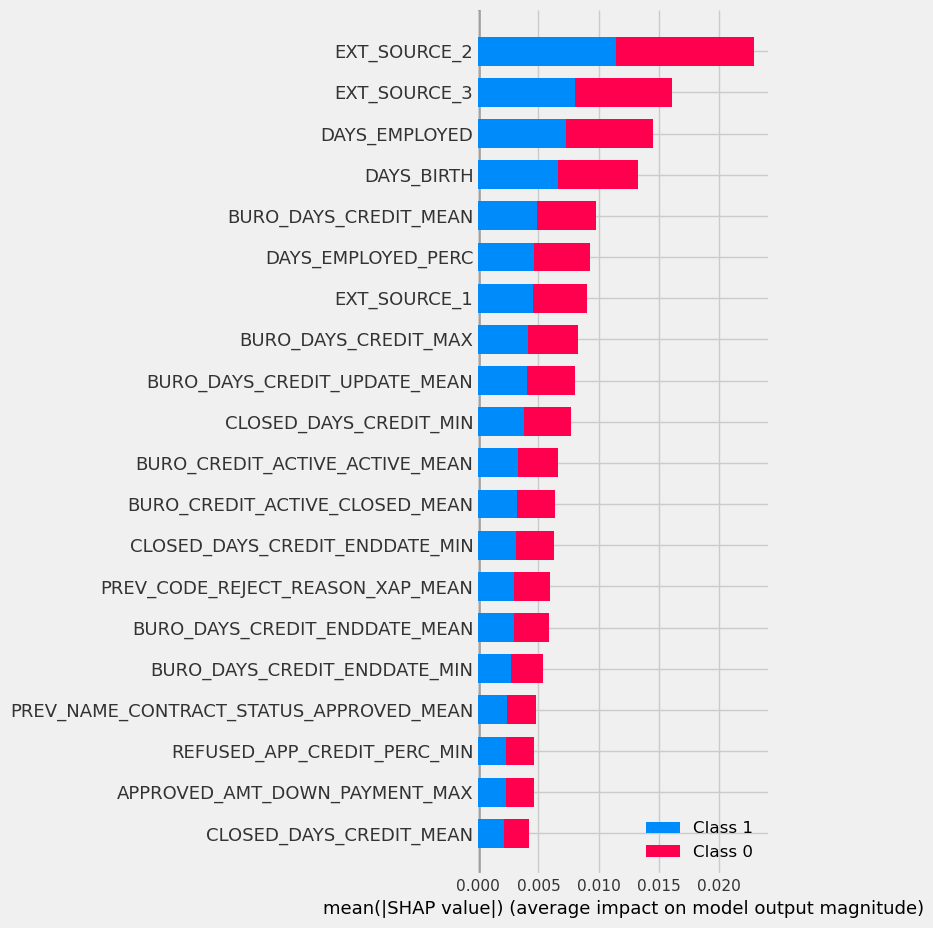 EXT_SOURCE_2
EXT_SOURCE_3
DAYS_EMPLOYED
DAYS_BIRTH
BURO_DAYS_CREDIT_MEAN
DAYS_EMPLOYED_PERC
EXT_SOURCE_1
BURO_DAYS_CREDIT_MAX
BURO_DAYS_CREDIT_UPDATE_MEAN
CLOSED_DAYS_CREDIT_MIN
BURO_CREDIT_ACTIVE_ACTIVE_MEAN
BURO_CREDIT_ACTIVE_CLOSED_MEAN
CLOSED_DAYS_CREDIT_ENDDATE_MIN
PREV_CODE_REJECT_REASON_XAP_MEAN
BURO_DAYS_CREDIT_ENDDATE_MEAN
BURO_DAYS_CREDIT_ENDDATE_MIN
PREV_NAME_CONTRACT_STATUS_APPROVED_MEAN
REFUSED_APP_CREDIT_PERC_MIN
APPROVED_AMT_DOWN_PAYMENT_MAX
CLOSED_DAYS_CREDIT_MEAN
Class 1
Class 0
0.000 0.005 0.010 0.015 0.020
mean(|SHAP value|) (average impact on model output magnitude)